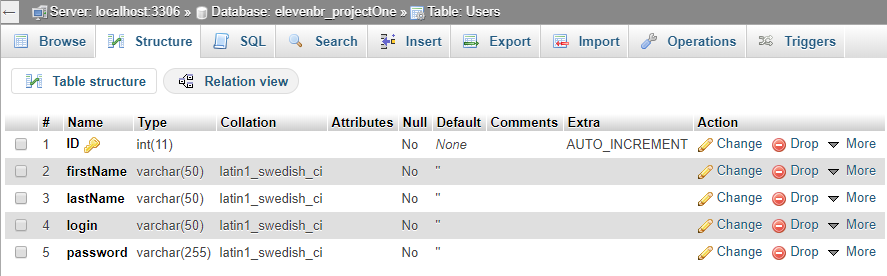 ← Server: localhost:3306 » Database: elevenbr_projectOne » Table: Users
Browse Structure SQL Search Insert Export Import Operations Triggers
Table structure Relation view
# Name Type Collation Attributes Null Default Comments Extra Action
1 ID int(11) No None AUTO_INCREMENT Change Drop More
2 firstName varchar(50) latin1_swedish_ci No '' Change Drop More
3 lastName varchar(50) latin1_swedish_ci No '' Change Drop More
4 login varchar(50) latin1_swedish_ci No '' Change Drop More
5 password varchar(255) latin1_swedish_ci No '' Change Drop More